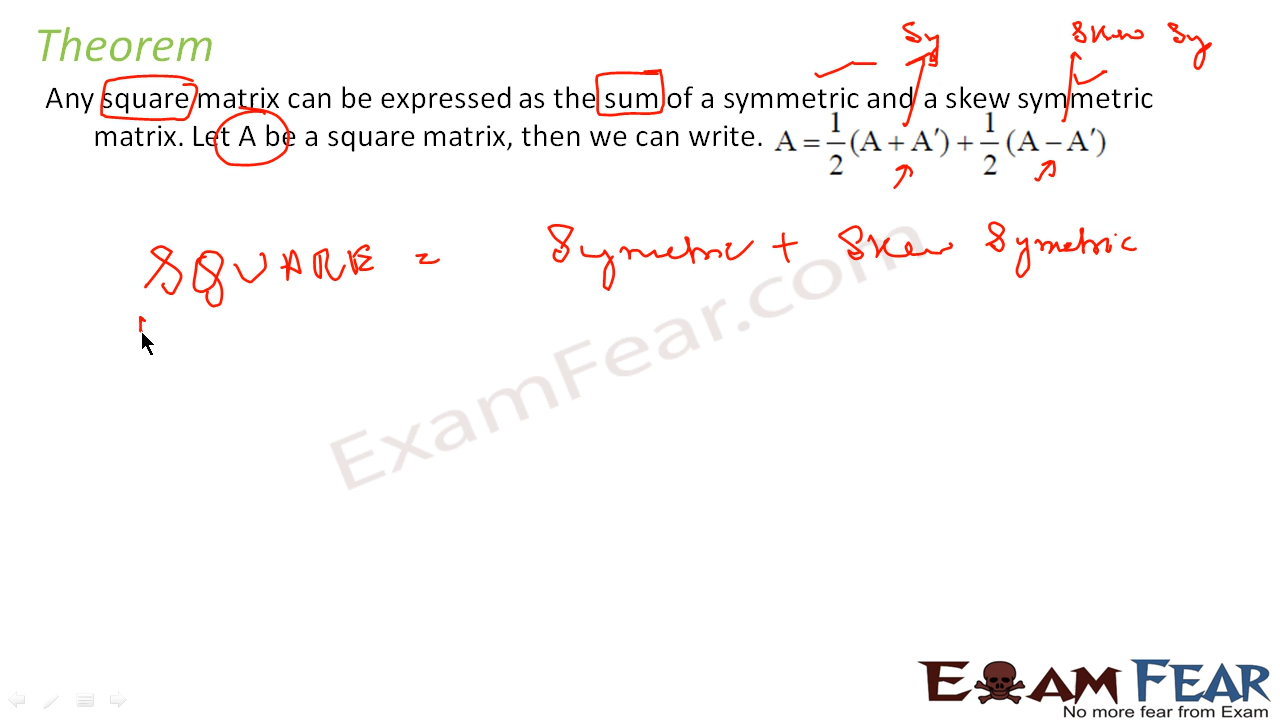 Theorem
Sy Skew Sy
Any square matrix can be expressed as the sum of a symmetric and a skew symmetric
matrix. Let A be a square matrix, then we can write. A = 1/2 (A + A′) + 1/2 (A − A′)
SQUARE = Symetric + Skew Symetric
ExamFear.com
EXAM FEAR
No more fear from Exam